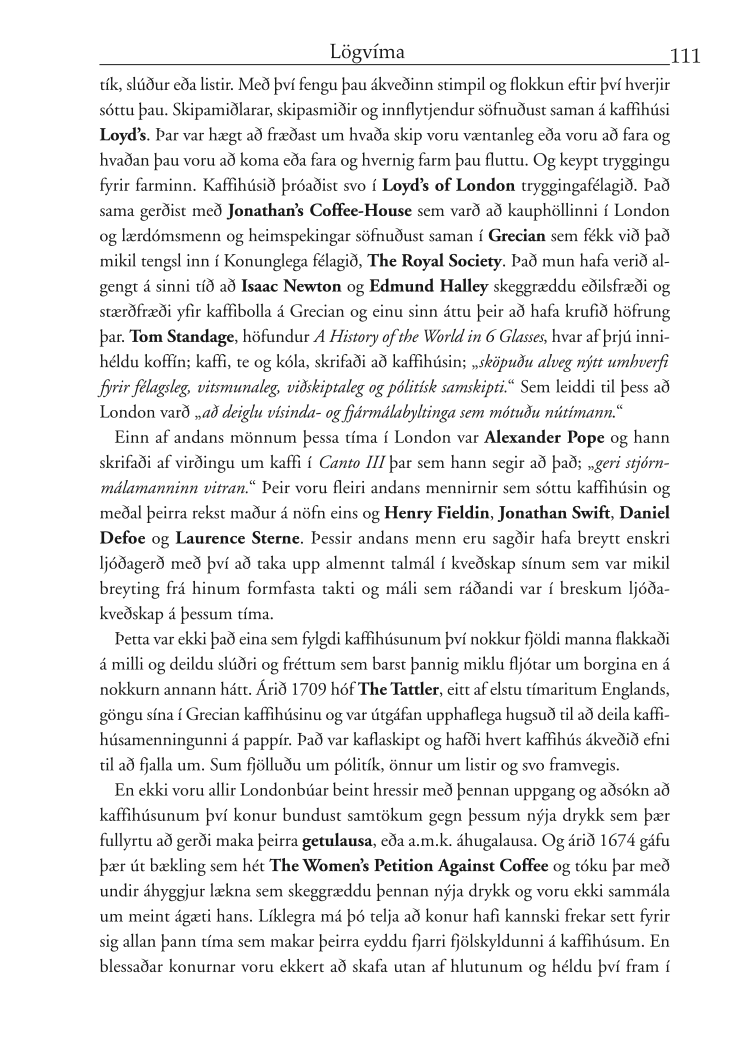 Lögvíma
111
tík, slúður eða listir. Með því fengu þau ákveðinn stimpil og flokkun eftir því hverjir
sóttu þau. Skipamiðlarar, skipasmiðir og innflytjendur söfnuðust saman á kaffihúsi
Loyd's. Þar var hægt að fræðast um hvaða skip voru væntanleg eða voru að fara og
hvaðan þau voru að koma eða fara og hvernig farm þau fluttu. Og keypt tryggingu
fyrir farminn. Kaffihúsið þróaðist svo í Loyd's of London tryggingafélagið. Það
sama gerðist með Jonathan's Coffee-House sem varð að kauphöllinni í London
og lærdómsmenn og heimspekingar söfnuðust saman í Grecian sem fékk við það
mikil tengsl inn í Konunglega félagið, The Royal Society. Það mun hafa verið al-
gengt á sinni tíð að Isaac Newton og Edmund Halley skeggræddu eðilsfræði og
stærðfræði yfir kaffibolla á Grecian og einu sinn áttu þeir að hafa krufið höfrung
þar. Tom Standage, höfundur A History of the World in 6 Glasses, hvar af þrjú inni-
héldu koffín; kaffi, te og kóla, skrifaði að kaffihúsin; „sköpuðu alveg nýtt umhverfi
fyrir félagsleg, vitsmunaleg, viðskiptaleg og pólitísk samskipti.“ Sem leiddi til þess að
London varð „að deiglu vísinda- og fjármálabyltinga sem mótuðu nútímann.“
Einn af andans mönnum þessa tíma í London var Alexander Pope og hann
skrifaði af virðingu um kaffi í Canto III þar sem hann segir að það; „geri stjórn-
málamanninn vitran.“ Þeir voru fleiri andans mennirnir sem sóttu kaffihúsin og
meðal þeirra rekst maður á nöfn eins og Henry Fieldin, Jonathan Swift, Daniel
Defoe og Laurence Sterne. Þessir andans menn eru sagðir hafa breytt enskri
ljóðagerð með því að taka upp almennt talmál í kveðskap sínum sem var mikil
breyting frá hinum formfasta takti og máli sem ráðandi var í breskum ljóða-
kveðskap á þessum tíma.
Þetta var ekki það eina sem fylgdi kaffihúsunum því nokkur fjöldi manna flakkaði
á milli og deildu slúðri og fréttum sem barst þannig miklu fljótar um borgina en á
nokkurn annann hátt. Árið 1709 hóf The Tattler, eitt af elstu tímaritum Englands,
göngu sína í Grecian kaffihúsinu og var útgáfan upphaflega hugsuð til að deila kaffi-
húsamenningunni á pappír. Það var kaflaskipt og hafði hvert kaffihús ákveðið efni
til að fjalla um. Sum fjölluðu um pólitík, önnur um listir og svo framvegis.
En ekki voru allir Londonbúar beint hressir með þennan uppgang og aðsókn að
kaffihúsunum því konur bundust samtökum gegn þessum nýja drykk sem þær
fullyrtu að gerði maka þeirra getulausa, eða a.m.k. áhugalausa. Og árið 1674 gáfu
þær út bækling sem hét The Women's Petition Against Coffee og tóku þar með
undir áhyggjur lækna sem skeggræddu þennan nýja drykk og voru ekki sammála
um meint ágæti hans. Líklegra má þó telja að konur hafi kannski frekar sett fyrir
sig allan þann tíma sem makar þeirra eyddu fjarri fjölskyldunni á kaffihúsum. En
blessaðar konurnar voru ekkert að skafa utan af hlutunum og héldu því fram í